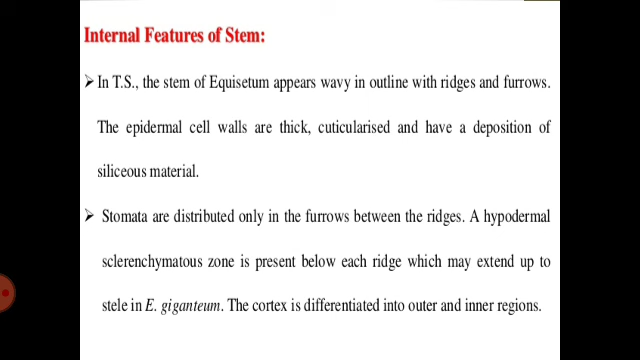 Internal Features of Stem:
➢ In T.S., the stem of Equisetum appears wavy in outline with ridges and furrows.
The epidermal cell walls are thick, cuticularised and have a deposition of
siliceous material.
➢ Stomata are distributed only in the furrows between the ridges. A hypodermal
sclerenchymatous zone is present below each ridge which may extend up to
stele in E. giganteum. The cortex is differentiated into outer and inner regions.